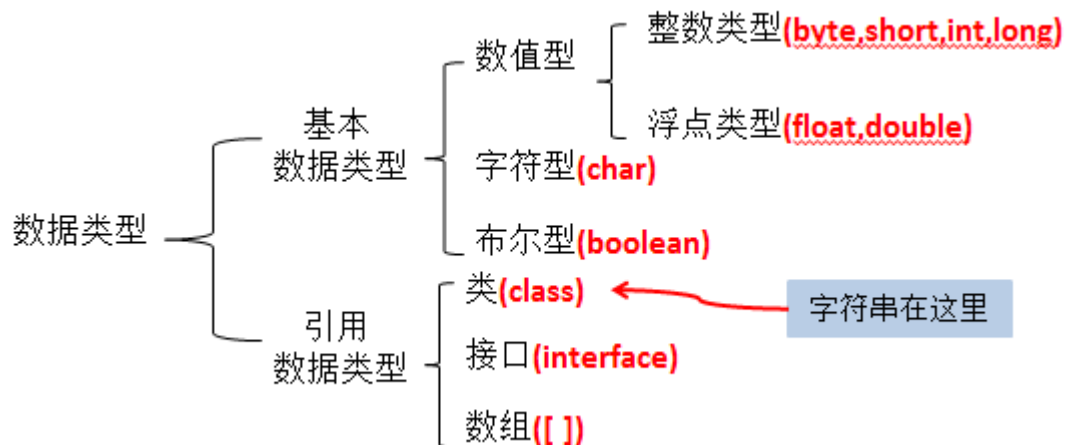 数据类型
基本
数据类型
数值型
整数类型(byte,short,int,long)
浮点类型(float,double)
字符型(char)
布尔型(boolean)
引用
数据类型
类(class)
字符串在这里
接口(interface)
数组([ ])